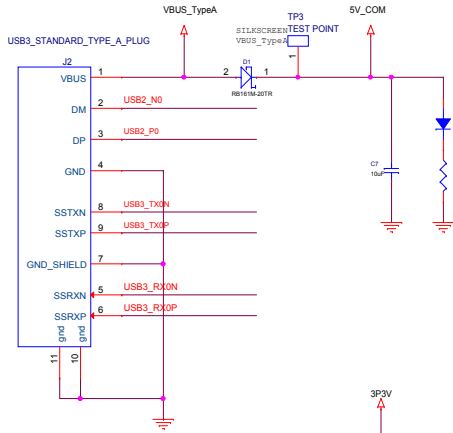 VBUS_TypeA
TP3
5V_COM
SILKSCREEN TEST POINT
VBUS_TypeA
USB3_STANDARD_TYPE_A_PLUG
J2
D1
RB161M-20TR
2
1
1
VBUS 1
DM 2 USB2_N0
DP 3 USB2_P0
GND 4
SSTXN 8 USB3_TX0N
SSTXP 9 USB3_TX0P
GND_SHIELD 7
SSRXN 5 USB3_RX0N
SSRXP 6 USB3_RX0P
gnd gnd
11 10
C7
10uF
3P3V